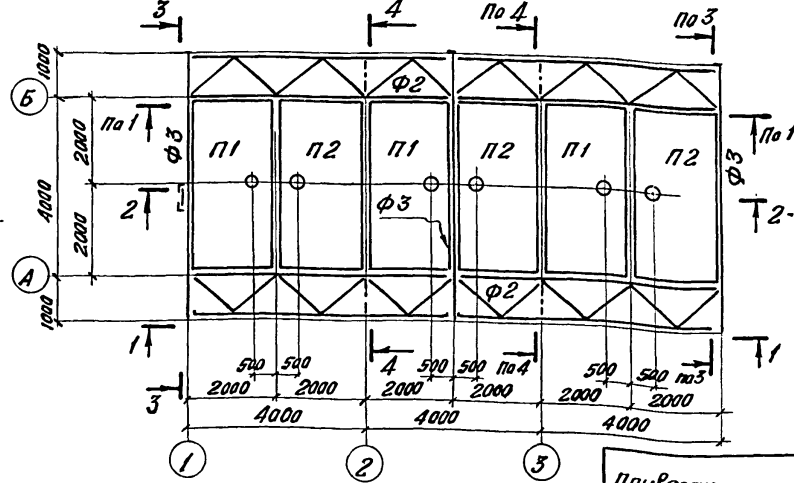 3 4 По 4 По 3
1000 Ф2
Б
По 1 Ф3 П1 П2 П1 П2 П1 П2 Ф3 По 1
2000
4000
2 2-
2000 Ф3
А
1000 Ф2
1 4 По 4 по 3 1
500 500 500 500 500 500
3 2000 2000 2000 2000 2000 2000
4000 4000 4000
1 2 3